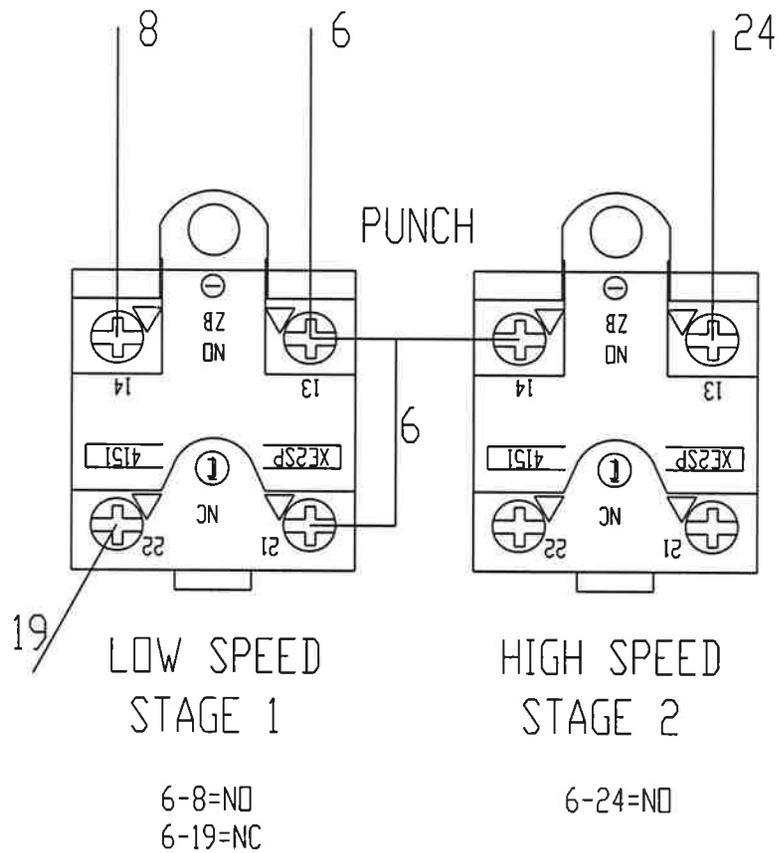 8
6
24
PUNCH
ZB
NO
14
13
6
4151
XE2SP
NC
22
21
19
ZB
NO
14
13
4151
XE2SP
NC
22
21
LOW SPEED
STAGE 1
HIGH SPEED
STAGE 2
6-8=NO
6-19=NC
6-24=NO